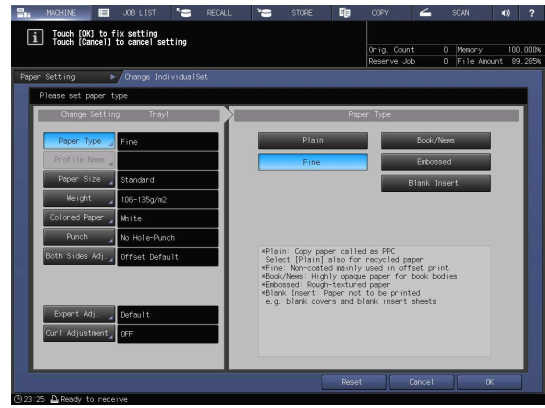 MACHINE
JOB LIST
RECALL
STORE
COPY
SCAN
?
i
Touch [OK] to fix setting
Touch [Cancel] to cancel setting
Orig. Count 0 Memory 100.000%
Reserve Job 0 File Amount 89.285%
Paper Setting
Change IndividualSet
Please set paper type
Change Setting Tray1
Paper Type
Paper Type Fine
Profile Name
Paper Size Standard
Weight 106-135g/m2
Colored Paper White
Punch No Hole-Punch
Both Sides Adj. Offset Default
Expert Adj. Default
Curl Adjustment OFF
Plain
Book/News
Fine
Embossed
Blank Insert
*Plain: Copy paper called as PPC
Select [Plain] also for recycled paper
*Fine: Non-coated mainly used in offset print
*Book/News: Highly opaque paper for book bodies
*Embossed: Rough-textured paper
*Blank Insert: Paper not to be printed
e.g. blank covers and blank insert sheets
Reset
Cancel
OK
23:25 Ready to receive